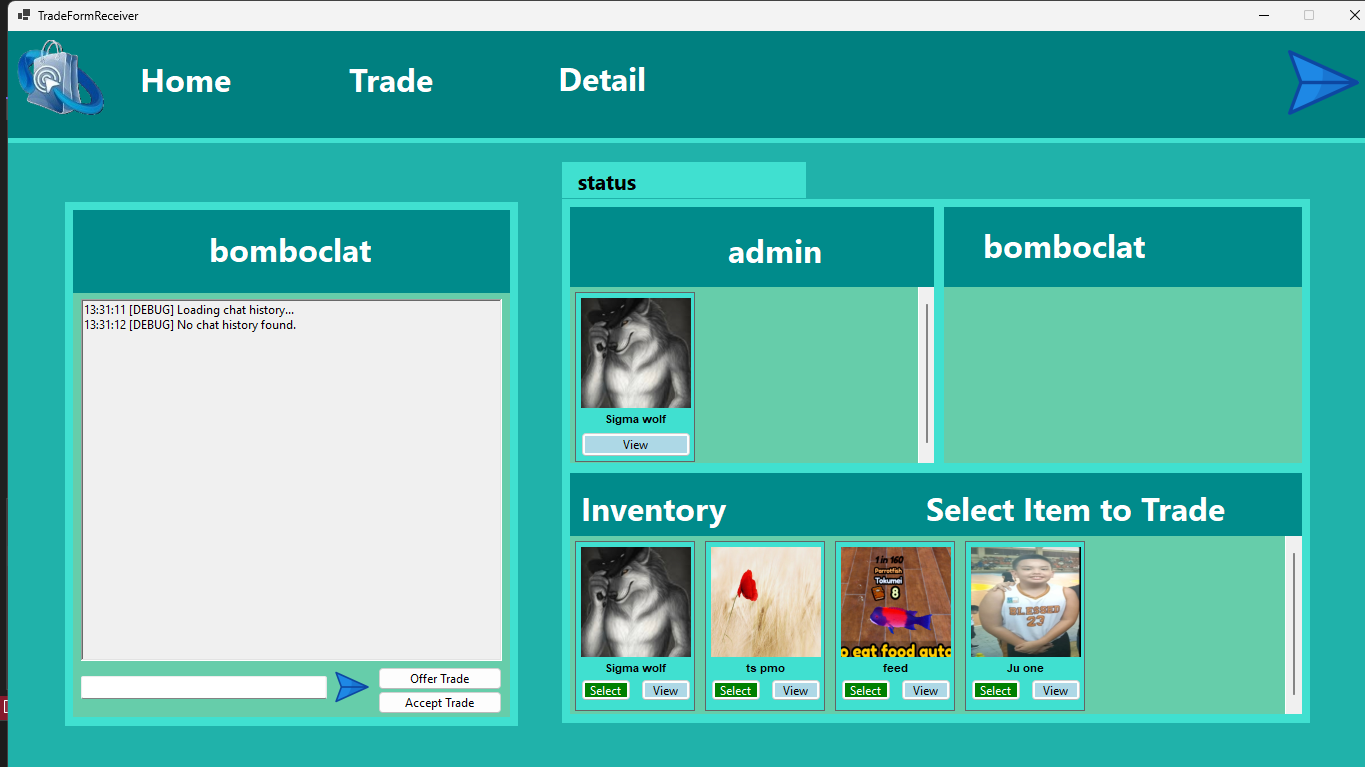 TradeFormReceiver
Home
Trade
Detail
status
bomboclat
13:31:11 [DEBUG] Loading chat history...
13:31:12 [DEBUG] No chat history found.
Offer Trade
Accept Trade
admin
bomboclat
Sigma wolf
View
Inventory
Select Item to Trade
Sigma wolf
Select
View
ts pmo
Select
View
1 in 160
Parrotfish
Tokumei
8
o eat food auto
feed
Select
View
BLESSED
23
Ju one
Select
View